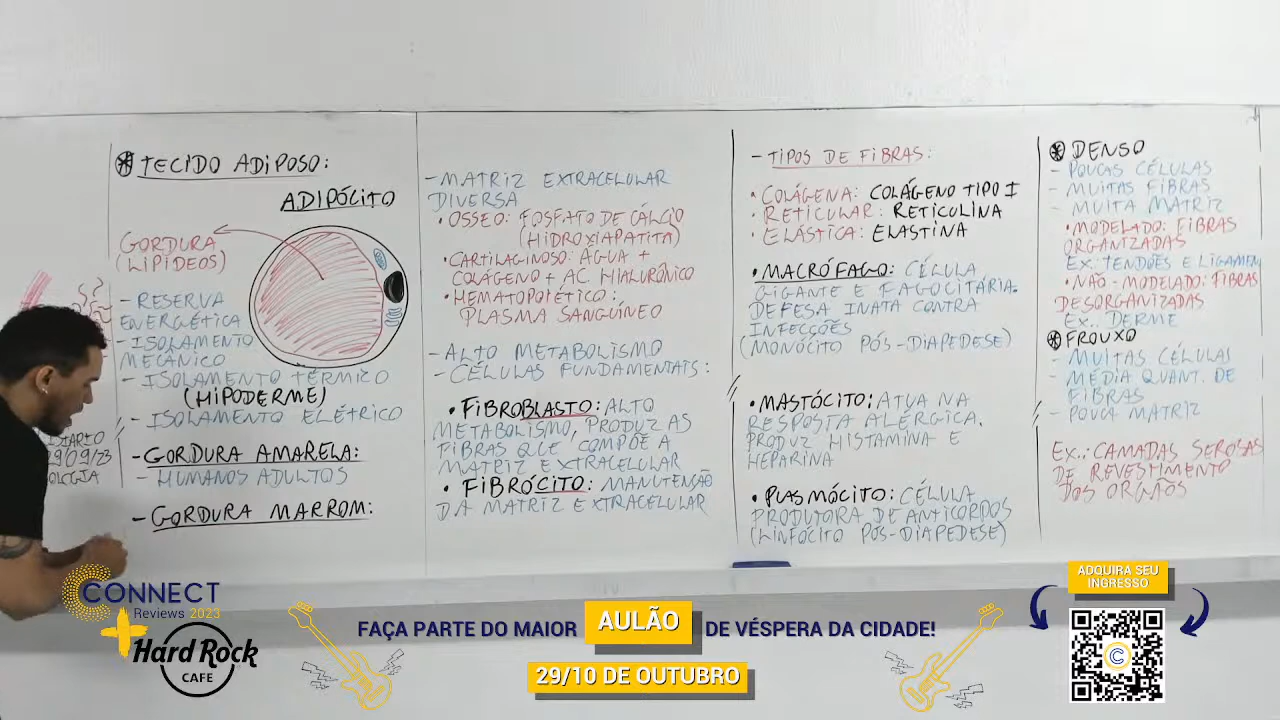 * TECIDO ADIPOSO:
ADIPÓCITO
GORDURA
(LIPÍDEOS)
- RESERVA
ENERGÉTICA
- ISOLAMENTO
MECÂNICO
- ISOLAMENTO TÉRMICO
(HIPODERME)
- ISOLAMENTO ELÉTRICO
- GORDURA AMARELA:
- HUMANOS ADULTOS
- GORDURA MARROM:
29/09/23
OLOGIA
- MATRIZ EXTRACELULAR
DIVERSA
• OSSEO: FOSFATO DE CÁLCIO
(HIDROXIAPATITA)
• CARTILAGINOSO: ÁGUA +
COLÁGENO + AC. HIALURÔNICO
• HEMATOPOIÉTICO:
PLASMA SANGUÍNEO
- ALTO METABOLISMO
- CÉLULAS FUNDAMENTAIS:
• FIBROBLASTO: ALTO
METABOLISMO, PRODUZ AS
FIBRAS QUE COMPÕE A
MATRIZ EXTRACELULAR
• FIBRÓCITO: MANUTENÇÃO
DA MATRIZ EXTRACELULAR
- TIPOS DE FIBRAS:
• COLÁGENA: COLÁGENO TIPO I
• RETICULAR: RETICULINA
• ELÁSTICA: ELASTINA
• MACRÓFAGO: CÉLULA
GIGANTE E FAGOCITÁRIA.
DEFESA INATA CONTRA
INFECÇÕES
(MONÓCITO PÓS-DIAPEDESE)
• MASTÓCITO: ATUA NA
RESPOSTA ALÉRGICA.
PRODUZ HISTAMINA E
HEPARINA
• PLASMÓCITO: CÉLULA
PRODUTORA DE ANTICORPOS
(LINFÓCITO PÓS-DIAPEDESE)
* DENSO
- POUCAS CÉLULAS
- MUITAS FIBRAS
- MUITA MATRIZ
• MODELADO: FIBRAS
ORGANIZADAS
EX: TENDÕES E LIGAMEN
• NÃO-MODELADO: FIBRAS
DESORGANIZADAS
EX.: DERME
* FROUXO
- MUITAS CÉLULAS
- MÉDIA QUANT. DE
FIBRAS
- POUCA MATRIZ
EX.: CAMADAS SEROSAS
DE REVESTIMENTO
DOS ORGÃOS
CONNECT
Reviews 2023
+
Hard Rock
CAFE
FAÇA PARTE DO MAIOR AULÃO DE VÉSPERA DA CIDADE!
29/10 DE OUTUBRO
ADQUIRA SEU
INGRESSO